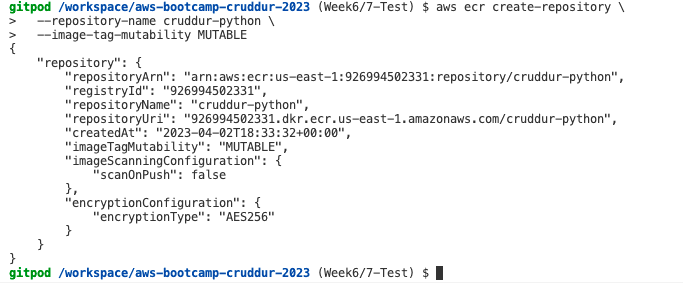 gitpod /workspace/aws-bootcamp-cruddur-2023 (Week6/7-Test) $ aws ecr create-repository \
>   --repository-name cruddur-python \
>   --image-tag-mutability MUTABLE
{
    "repository": {
        "repositoryArn": "arn:aws:ecr:us-east-1:926994502331:repository/cruddur-python",
        "registryId": "926994502331",
        "repositoryName": "cruddur-python",
        "repositoryUri": "926994502331.dkr.ecr.us-east-1.amazonaws.com/cruddur-python",
        "createdAt": "2023-04-02T18:33:32+00:00",
        "imageTagMutability": "MUTABLE",
        "imageScanningConfiguration": {
            "scanOnPush": false
        },
        "encryptionConfiguration": {
            "encryptionType": "AES256"
        }
    }
}
gitpod /workspace/aws-bootcamp-cruddur-2023 (Week6/7-Test) $